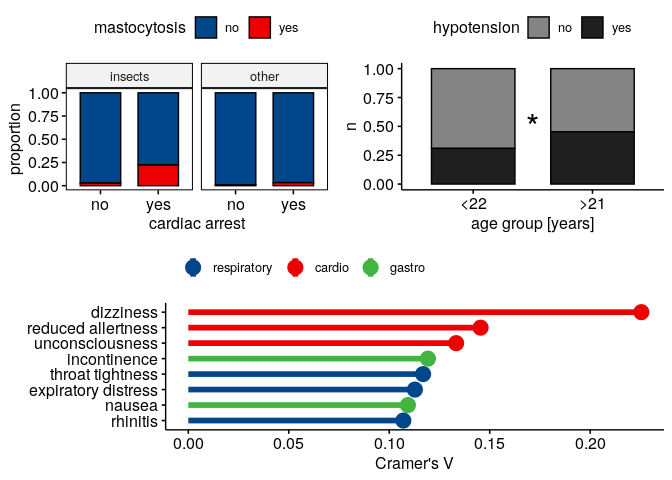 mastocytosis no yes
insects other
proportion
1.00
0.75
0.50
0.25
0.00
no yes no yes
cardiac arrest
hypotension no yes
n
1.00
0.75
0.50
0.25
0.00
*
<22 >21
age group [years]
respiratory cardio gastro
dizziness
reduced allertness
unconsciousness
incontinence
throat tightness
expiratory distress
nausea
rhinitis
0.00 0.05 0.10 0.15 0.20
Cramer's V